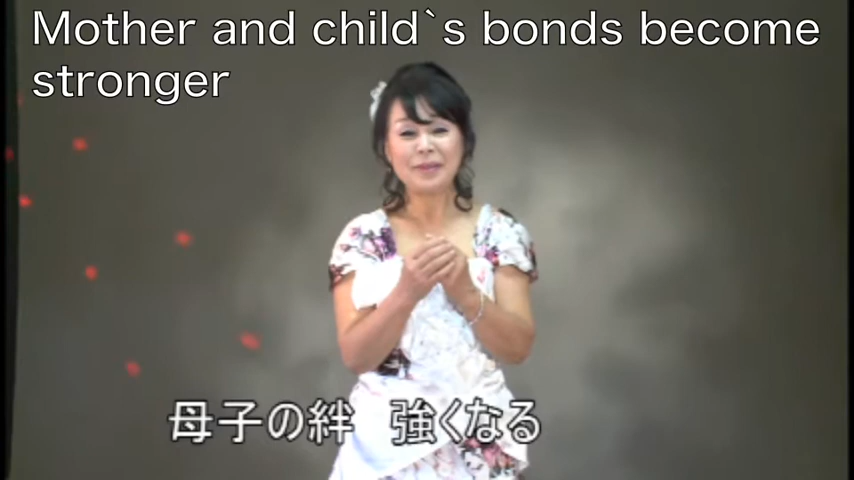 Mother and child`s bonds become
stronger
母子の絆 強くなる